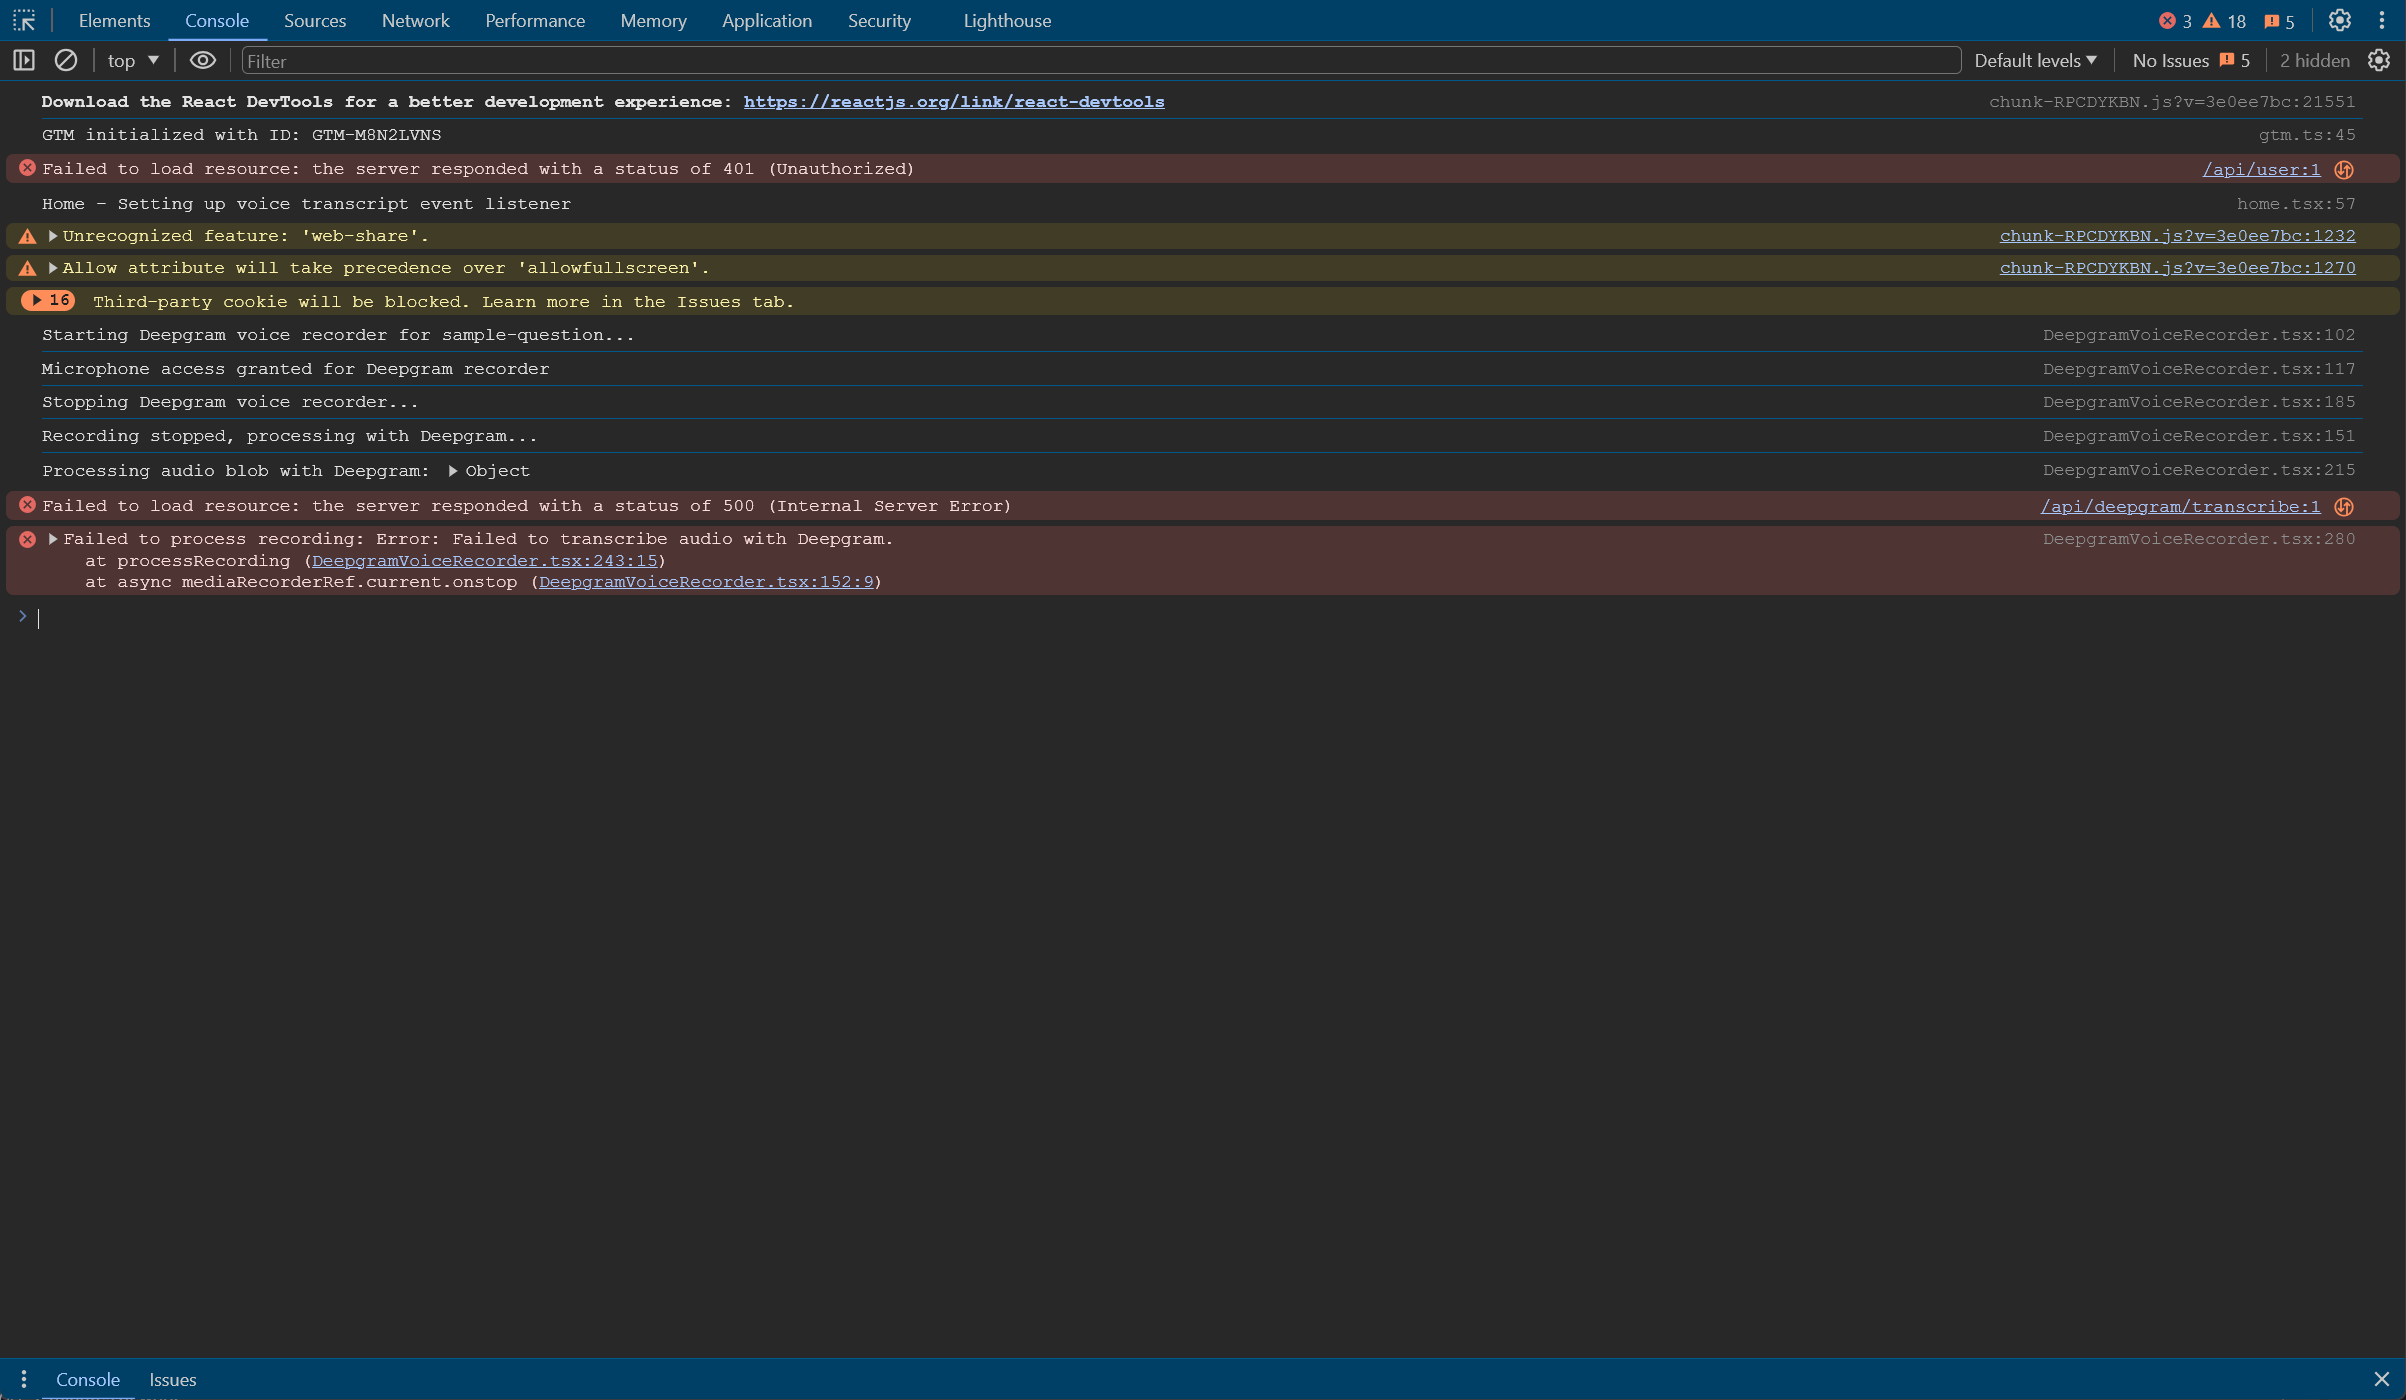 Elements Console Sources Network Performance Memory Application Security Lighthouse 3 18 5
top Filter Default levels No Issues 5 2 hidden
Download the React DevTools for a better development experience: https://reactjs.org/link/react-devtools chunk-RPCDYKBN.js?v=3e0ee7bc:21551
GTM initialized with ID: GTM-M8N2LVNS gtm.ts:45
Failed to load resource: the server responded with a status of 401 (Unauthorized) /api/user:1
Home - Setting up voice transcript event listener home.tsx:57
Unrecognized feature: 'web-share'. chunk-RPCDYKBN.js?v=3e0ee7bc:1232
Allow attribute will take precedence over 'allowfullscreen'. chunk-RPCDYKBN.js?v=3e0ee7bc:1270
16 Third-party cookie will be blocked. Learn more in the Issues tab.
Starting Deepgram voice recorder for sample-question... DeepgramVoiceRecorder.tsx:102
Microphone access granted for Deepgram recorder DeepgramVoiceRecorder.tsx:117
Stopping Deepgram voice recorder... DeepgramVoiceRecorder.tsx:185
Recording stopped, processing with Deepgram... DeepgramVoiceRecorder.tsx:151
Processing audio blob with Deepgram: Object DeepgramVoiceRecorder.tsx:215
Failed to load resource: the server responded with a status of 500 (Internal Server Error) /api/deepgram/transcribe:1
Failed to process recording: Error: Failed to transcribe audio with Deepgram. DeepgramVoiceRecorder.tsx:280
at processRecording (DeepgramVoiceRecorder.tsx:243:15)
at async mediaRecorderRef.current.onstop (DeepgramVoiceRecorder.tsx:152:9)
Console Issues